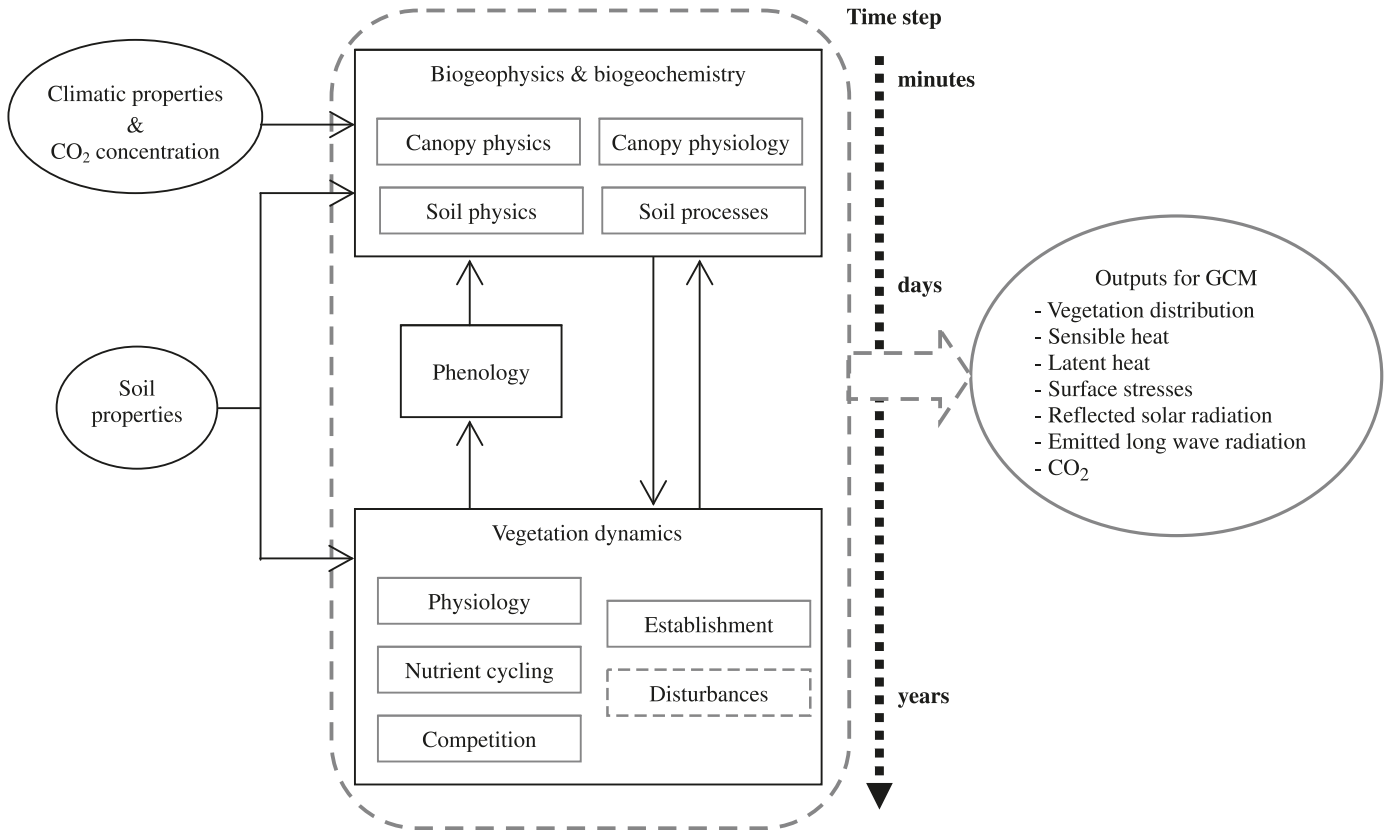 Time step
minutes
days
years
Climatic properties
&
CO₂ concentration
Soil
properties
Biogeophysics & biogeochemistry
Canopy physics
Canopy physiology
Soil physics
Soil processes
Phenology
Vegetation dynamics
Physiology
Nutrient cycling
Competition
Establishment
Disturbances
Outputs for GCM
- Vegetation distribution
- Sensible heat
- Latent heat
- Surface stresses
- Reflected solar radiation
- Emitted long wave radiation
- CO₂